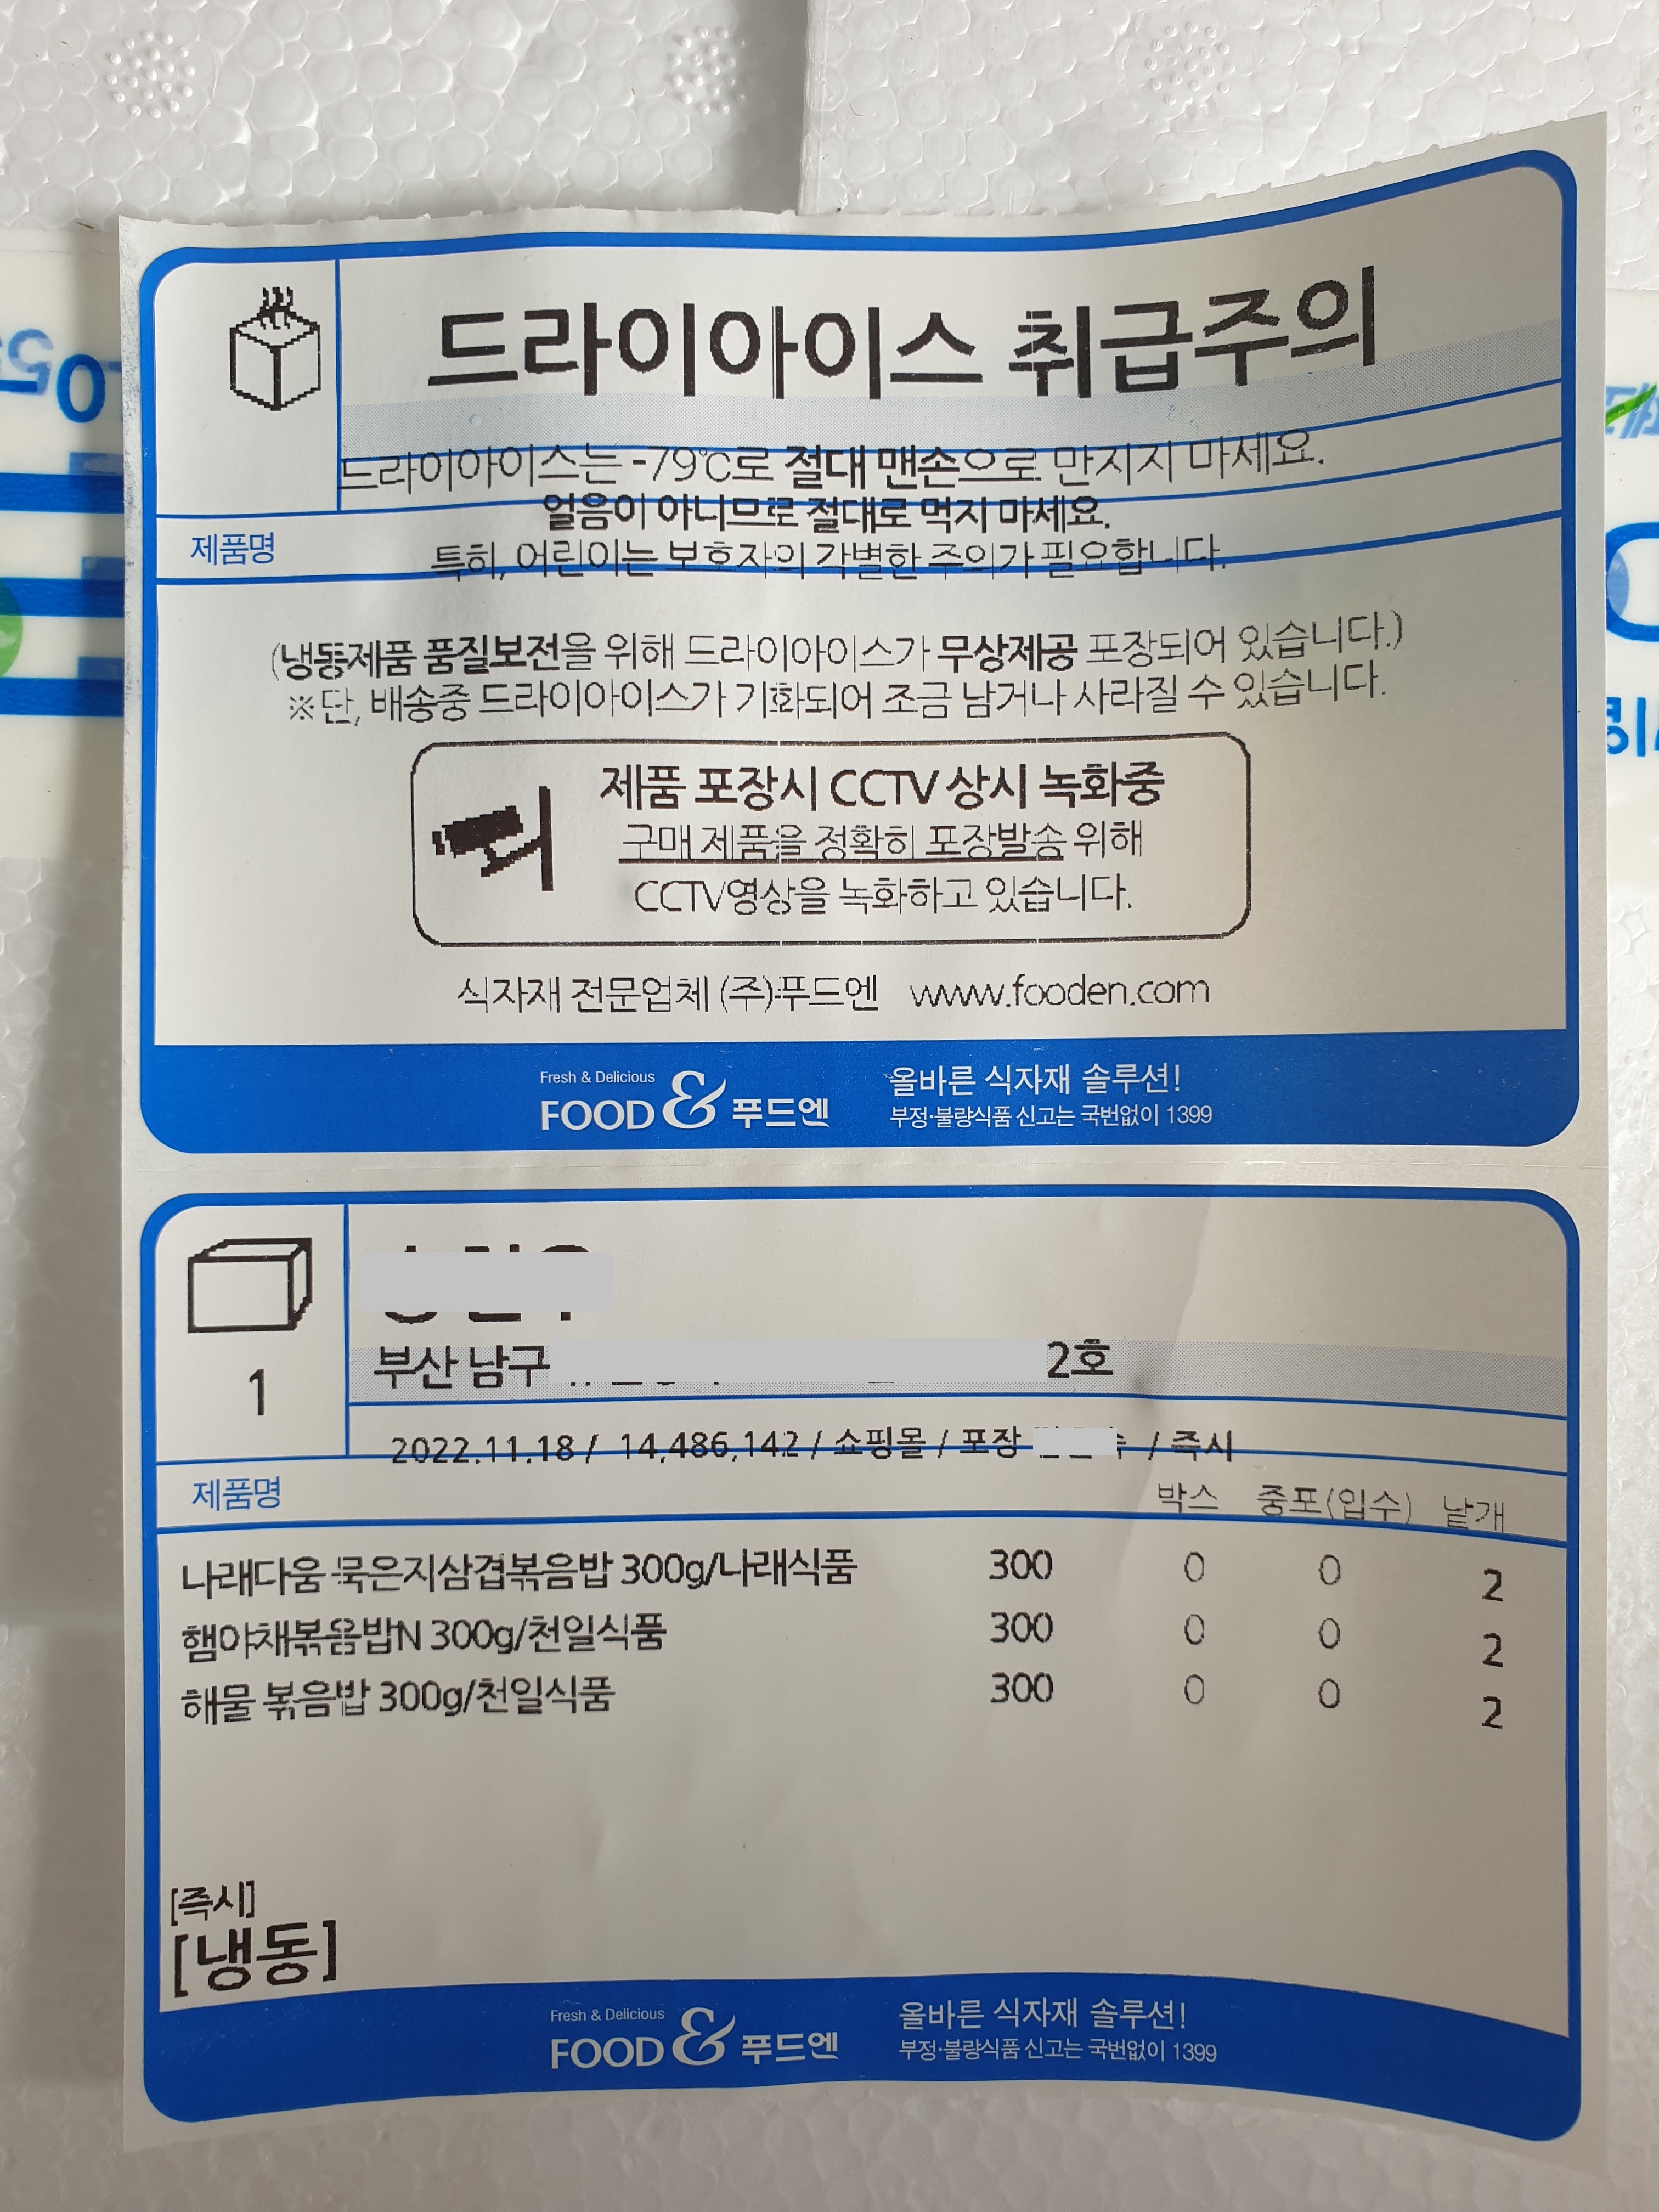 드라이아이스 취급주의
드라이아이스는 -79℃로 절대 맨손으로 만지지 마세요.
얼음이 아니므로 절대로 먹지 마세요.
제품명
특히, 어린이는 보호자의 각별한 주의가 필요합니다.
(냉동제품 품질보전을 위해 드라이아이스가 무상제공 포장되어 있습니다.)
※단, 배송중 드라이아이스가 기화되어 조금 남거나 사라질 수 있습니다.
제품 포장시 CCTV 상시 녹화중
구매 제품을 정확히 포장발송 위해
CCTV영상을 녹화하고 있습니다.
식자재 전문업체 (주)푸드엔 www.fooden.com
Fresh & Delicious
FOOD & 푸드엔
올바른 식자재 솔루션!
부정·불량식품 신고는 국번없이 1399
1
부산 남구 2호
2022.11.18 / 14,486,142 / 쇼핑몰 / 포장 / 즉시
제품명 박스 중포(입수) 낱개
나래다움 묵은지삼겹볶음밥 300g/나래식품 300 0 0 2
햄야채볶음밥N 300g/천일식품 300 0 0 2
해물 볶음밥 300g/천일식품 300 0 0 2
[즉시]
[냉동]
Fresh & Delicious
FOOD & 푸드엔
올바른 식자재 솔루션!
부정·불량식품 신고는 국번없이 1399